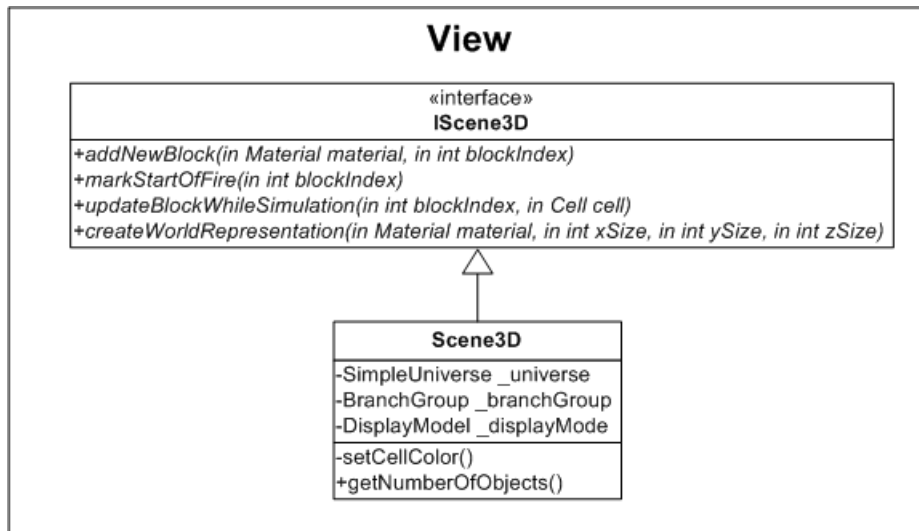 View
«interface»
IScene3D
+addNewBlock(in Material material, in int blockIndex)
+markStartOfFire(in int blockIndex)
+updateBlockWhileSimulation(in int blockIndex, in Cell cell)
+createWorldRepresentation(in Material material, in int xSize, in int ySize, in int zSize)
Scene3D
-SimpleUniverse _universe
-BranchGroup _branchGroup
-DisplayModel _displayMode
-setCellColor()
+getNumberOfObjects()